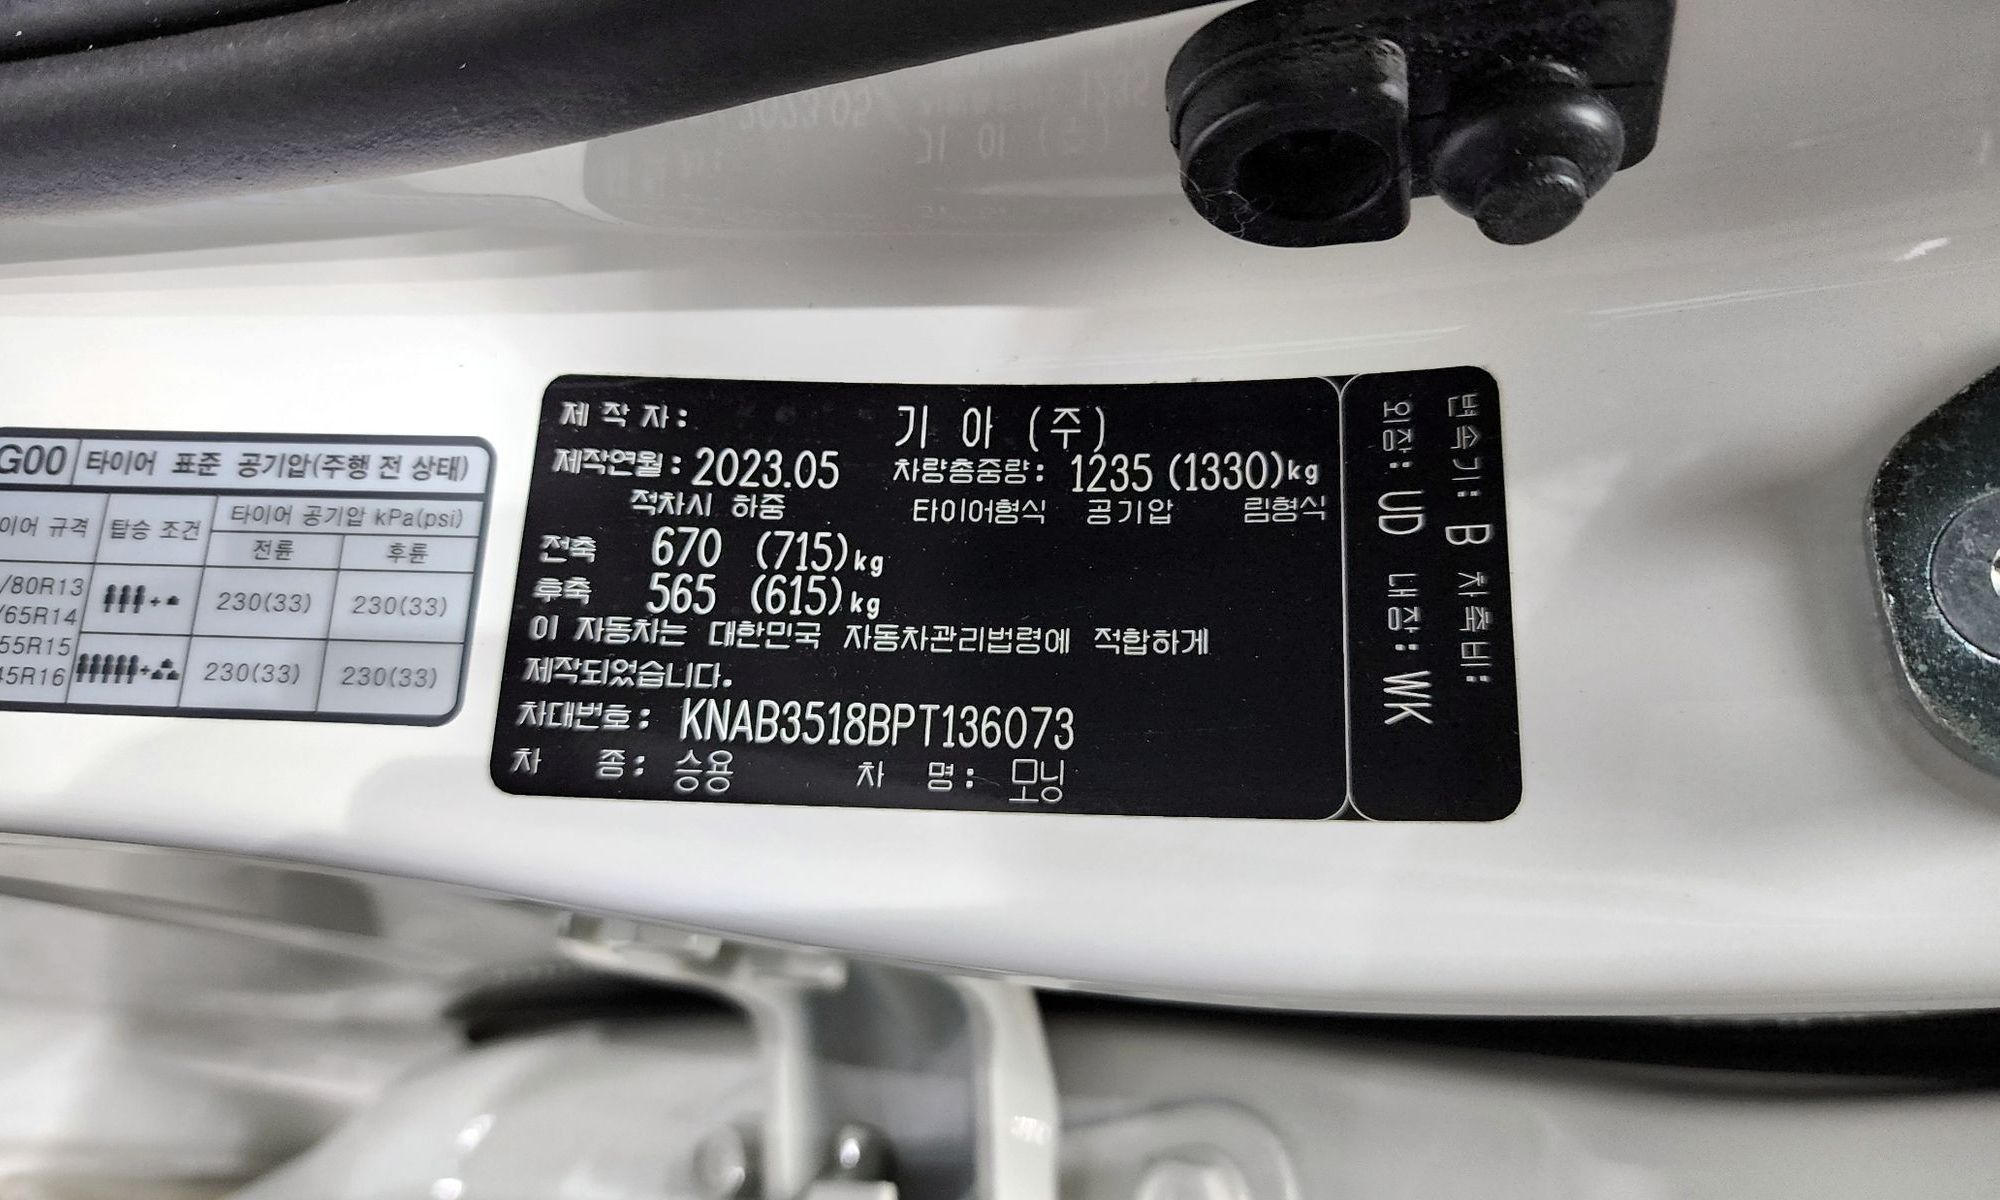 G00 타이어 표준 공기압(주행 전 상태)
이어 규격 탑승 조건 타이어 공기압 kPa(psi)
전륜 후륜
/80R13
/65R14
55R15
45R16
+
230(33) 230(33)
+
230(33) 230(33)
제 작 자: 기 아 (주)
제작연월: 2023.05 차량총중량: 1235 (1330)kg
적차시 하중 타이어형식 공기압 림형식
전축 670 (715)kg
후축 565 (615)kg
이 자동차는 대한민국 자동차관리법령에 적합하게
제작되었습니다.
차대번호: KNAB3518BPT136073
차 종: 승용 차 명: 모닝
변속기: B 차축비:
외장: UD 내장: WK